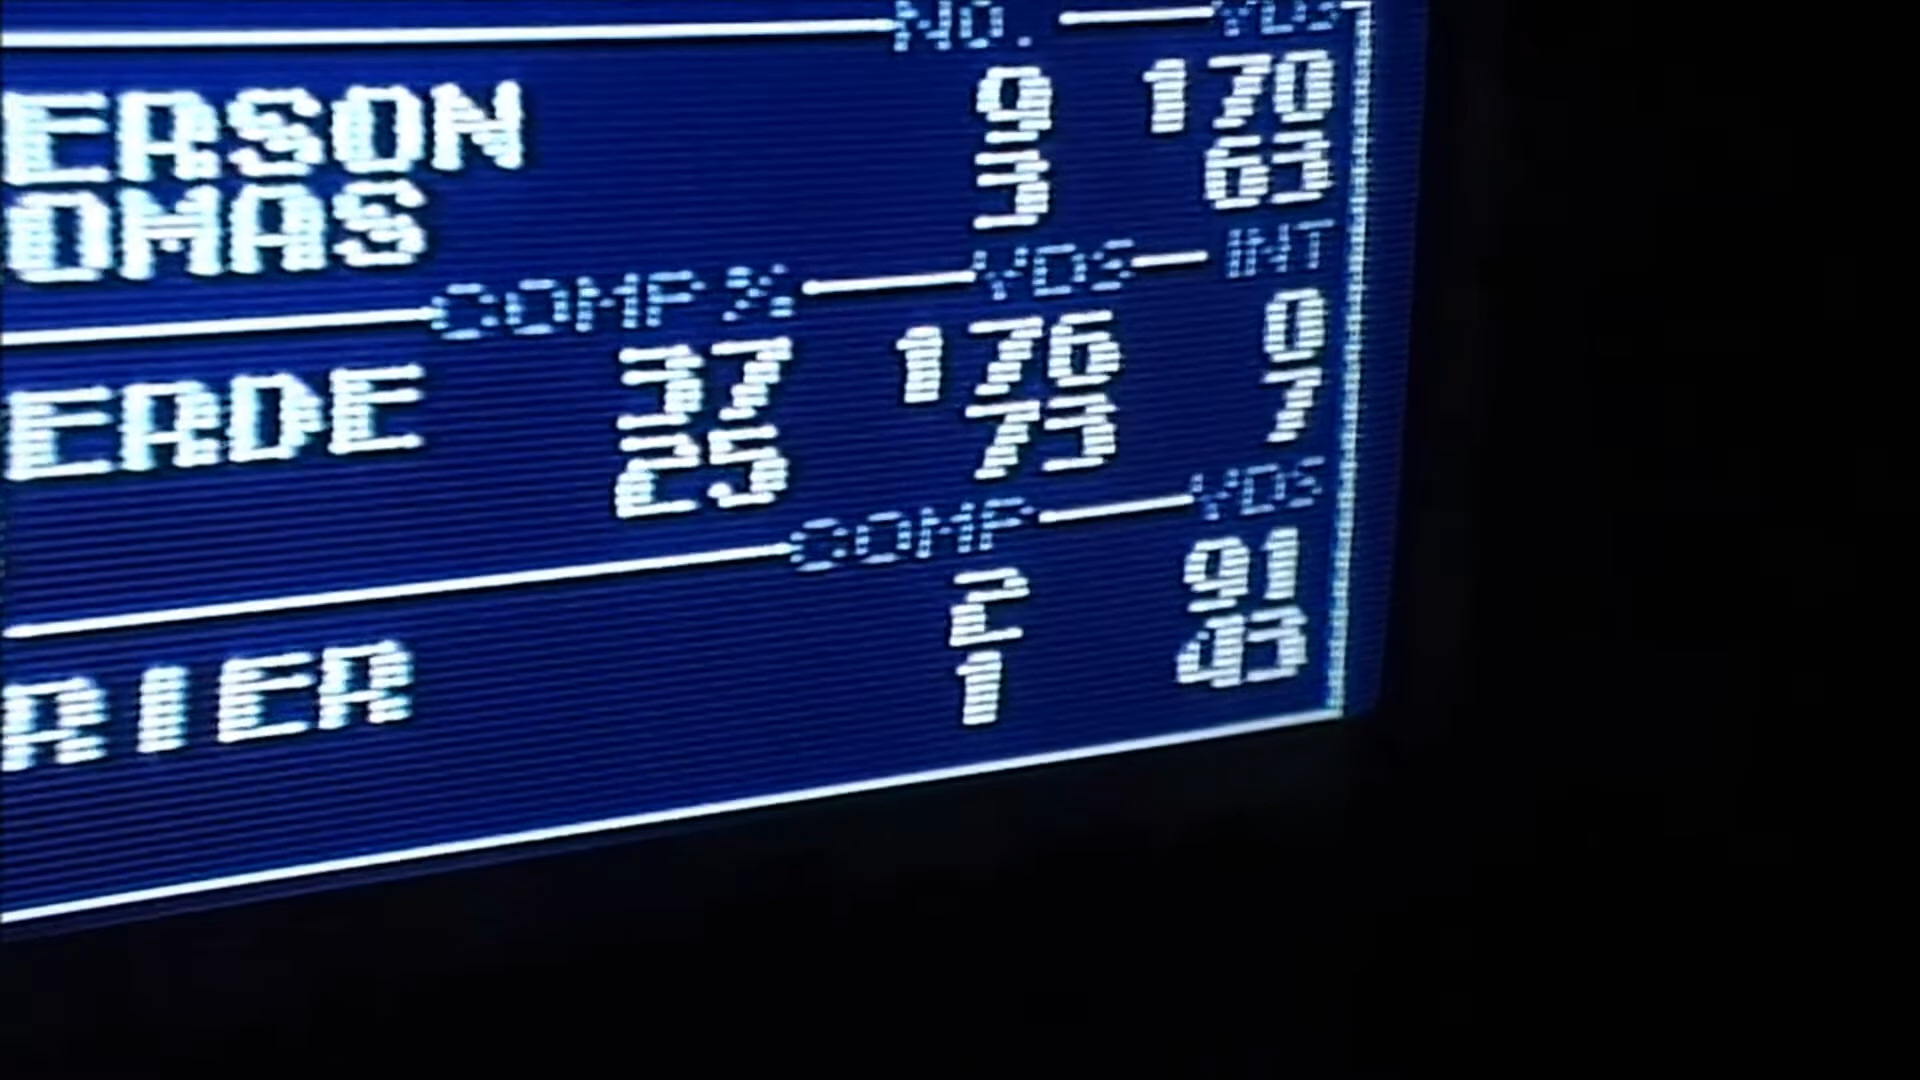 NO. YDS
ERSON 9 170
OMAS 3 63
COMP% YDS INT
ERDE 37 176 0
25 73 7
COMP YDS
RIER 2 91
1 43